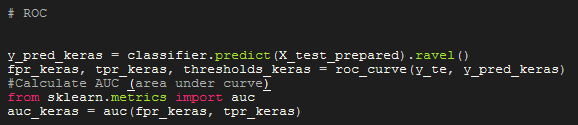 # ROC
y_pred_keras = classifier.predict(X_test_prepared).ravel()
fpr_keras, tpr_keras, thresholds_keras = roc_curve(y_te, y_pred_keras)
#Calculate AUC (area under curve)
from sklearn.metrics import auc
auc_keras = auc(fpr_keras, tpr_keras)